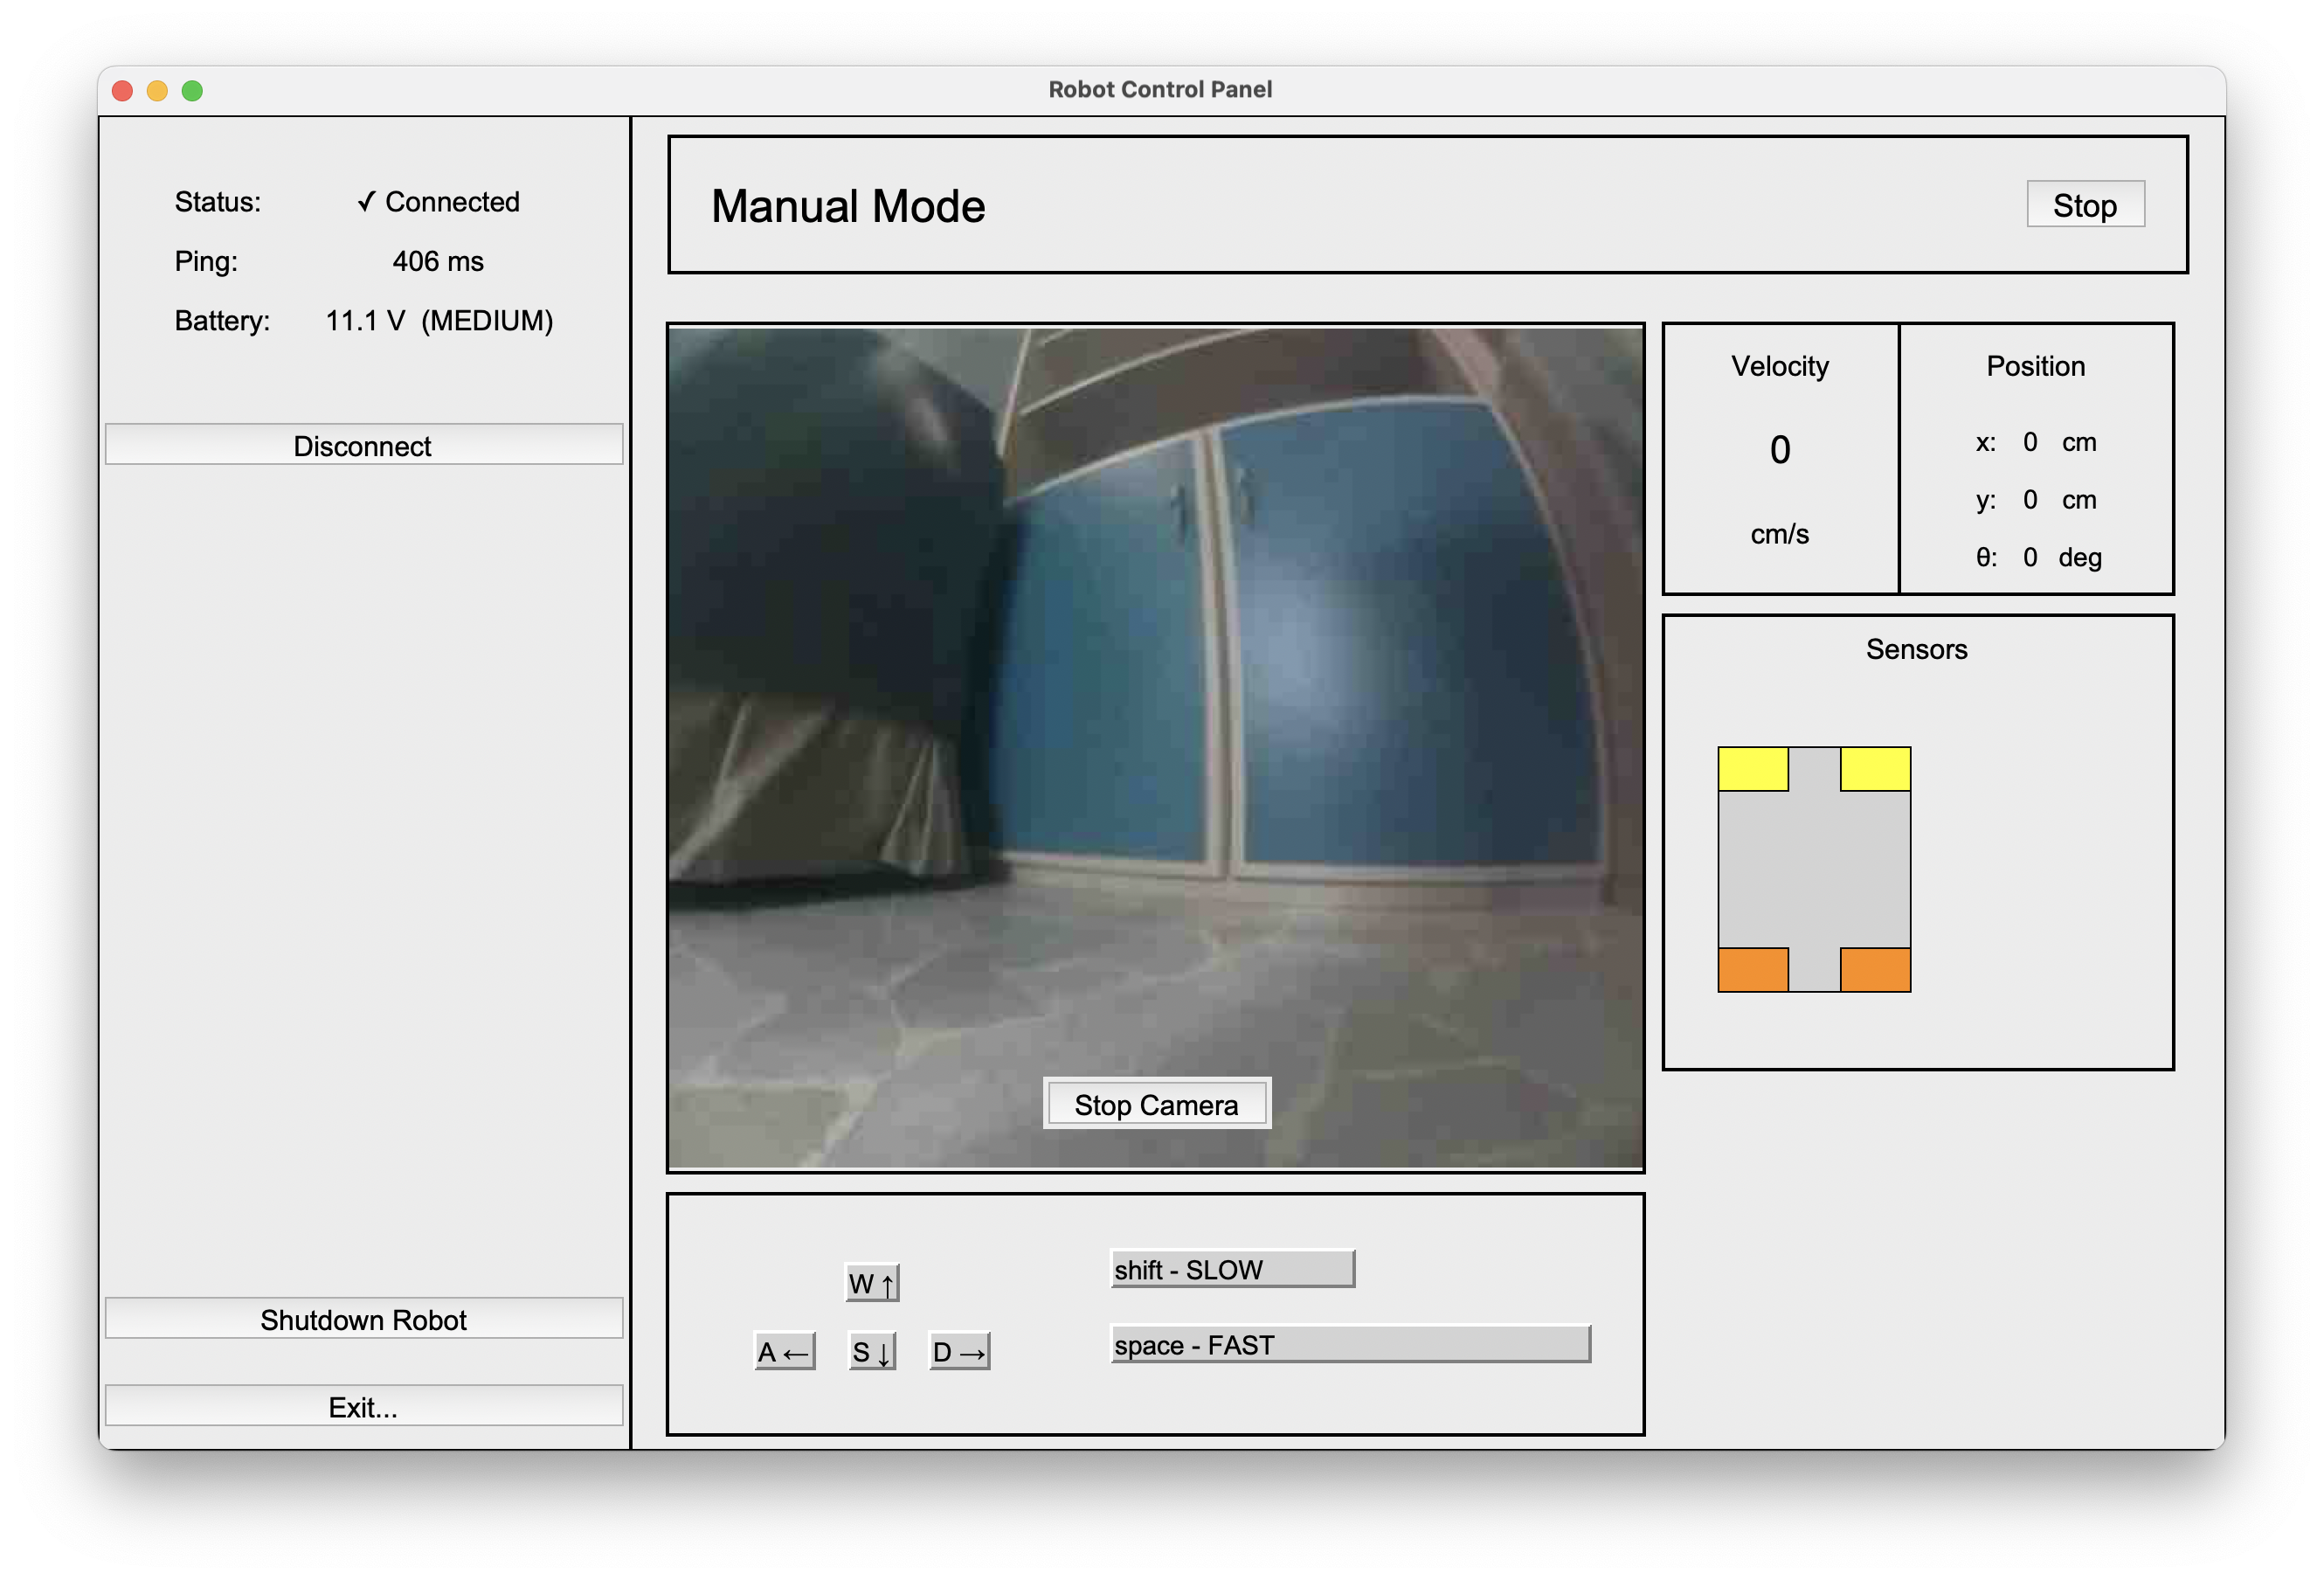 Robot Control Panel
Status: ✓ Connected
Ping: 406 ms
Battery: 11.1 V (MEDIUM)
Disconnect
Shutdown Robot
Exit...
Manual Mode
Stop
Stop Camera
Velocity
0
cm/s
Position
x: 0 cm
y: 0 cm
θ: 0 deg
Sensors
W ↑
A ← S ↓ D →
shift - SLOW
space - FAST